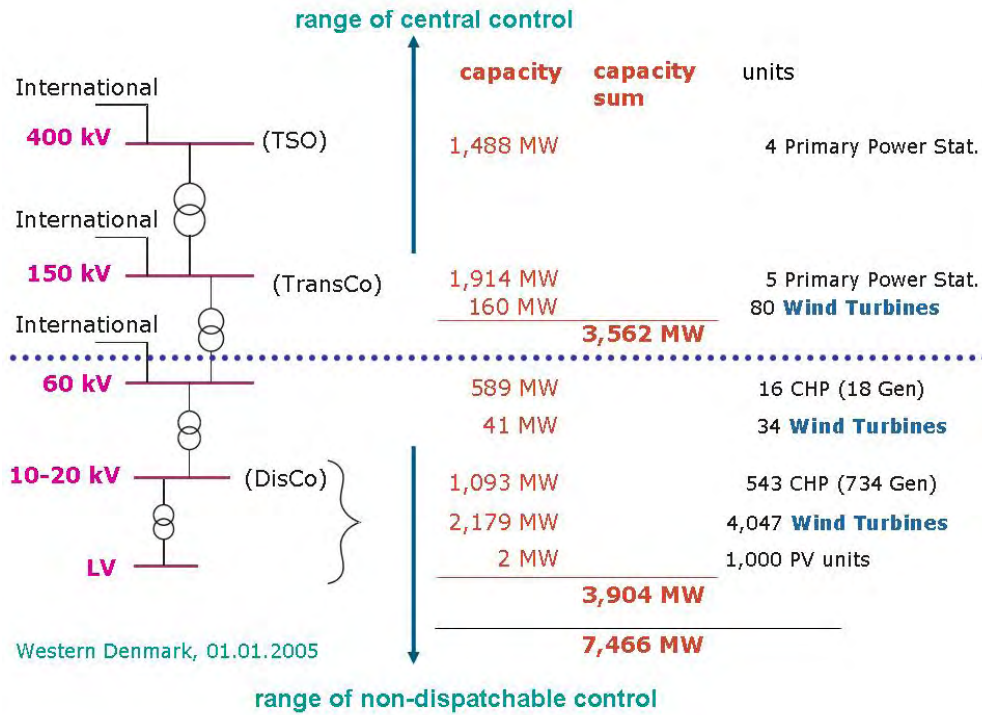 range of central control
capacity capacity sum units
International
400 kV (TSO) 1,488 MW 4 Primary Power Stat.
International
150 kV (TransCo) 1,914 MW 5 Primary Power Stat.
160 MW 80 Wind Turbines
3,562 MW
International
60 kV 589 MW 16 CHP (18 Gen)
41 MW 34 Wind Turbines
10-20 kV (DisCo) 1,093 MW 543 CHP (734 Gen)
2,179 MW 4,047 Wind Turbines
LV 2 MW 1,000 PV units
3,904 MW
7,466 MW
Western Denmark, 01.01.2005
range of non-dispatchable control